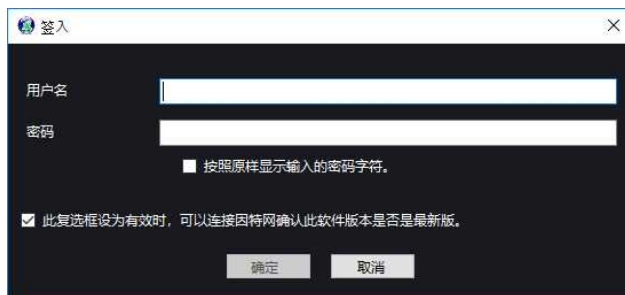 签入
用户名
密码
按照原样显示输入的密码字符。
此复选框设为有效时，可以连接因特网确认此软件版本是否是最新版。
确定 取消